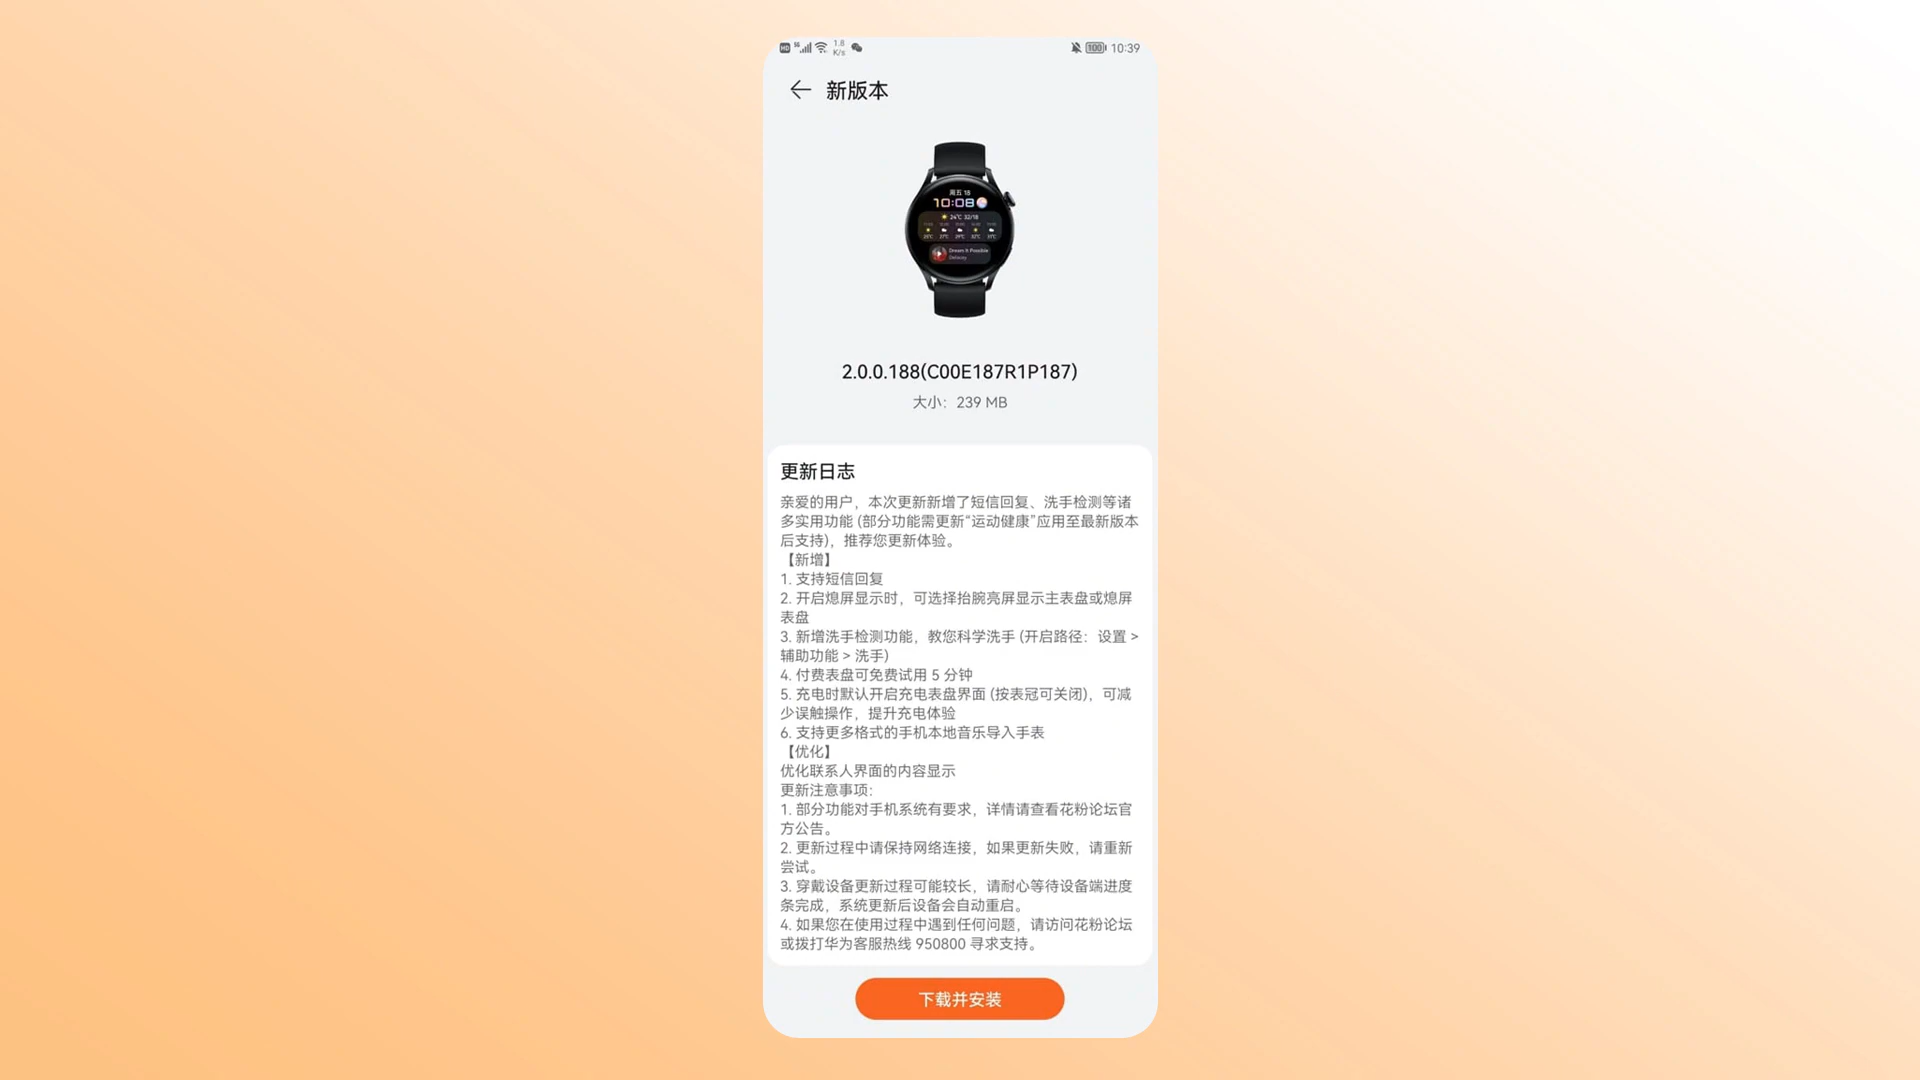 HD 5G 1.8 K/s 100 10:39
新版本
周五 18
10:08
24℃ 32/18
Dream It Possible
Delacey
2.0.0.188(C00E187R1P187)
大小：239 MB
更新日志
亲爱的用户，本次更新新增了短信回复、洗手检测等诸
多实用功能 (部分功能需更新“运动健康”应用至最新版本
后支持)，推荐您更新体验。
【新增】
1. 支持短信回复
2. 开启熄屏显示时，可选择抬腕亮屏显示主表盘或熄屏
表盘
3. 新增洗手检测功能，教您科学洗手 (开启路径：设置 >
辅助功能 > 洗手)
4. 付费表盘可免费试用 5 分钟
5. 充电时默认开启充电表盘界面 (按表冠可关闭)，可减
少误触操作，提升充电体验
6. 支持更多格式的手机本地音乐导入手表
【优化】
优化联系人界面的内容显示
更新注意事项：
1. 部分功能对手机系统有要求，详情请查看花粉论坛官
方公告。
2. 更新过程中请保持网络连接，如果更新失败，请重新
尝试。
3. 穿戴设备更新过程可能较长，请耐心等待设备端进度
条完成，系统更新后设备会自动重启。
4. 如果您在使用过程中遇到任何问题，请访问花粉论坛
或拨打华为客服热线 950800 寻求支持。
下载并安装